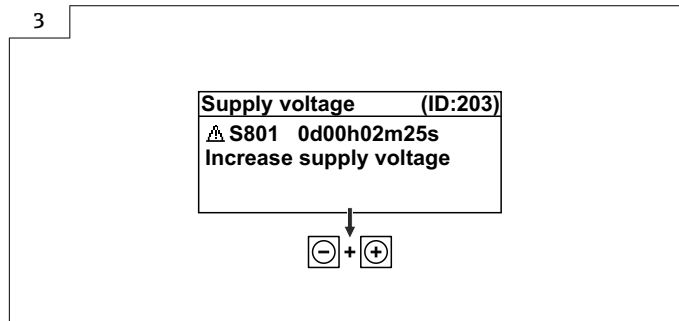 3
Supply voltage (ID:203)
⚠ S801 0d00h02m25s
Increase supply voltage
⊖ + ⊕